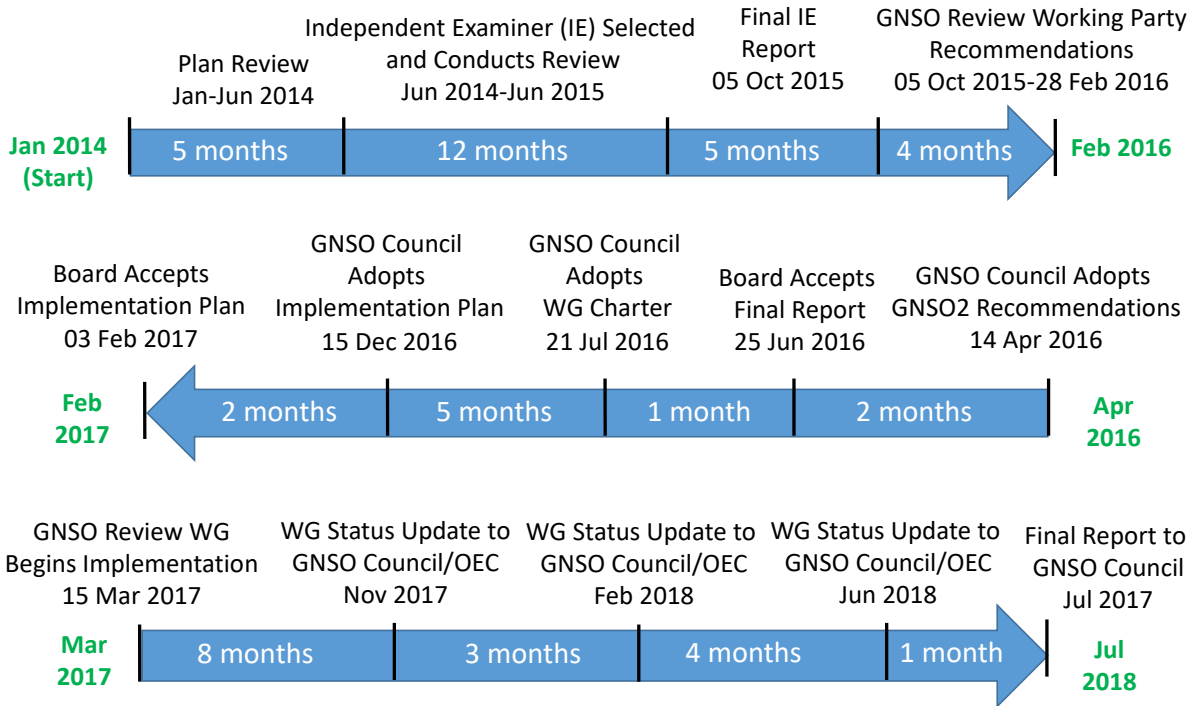 Plan Review
Jan-Jun 2014
Independent Examiner (IE) Selected
and Conducts Review
Jun 2014-Jun 2015
Final IE
Report
05 Oct 2015
GNSO Review Working Party
Recommendations
05 Oct 2015-28 Feb 2016
Jan 2014
(Start)
5 months
12 months
5 months
4 months
Feb 2016
Board Accepts
Implementation Plan
03 Feb 2017
GNSO Council
Adopts
Implementation Plan
15 Dec 2016
GNSO Council
Adopts
WG Charter
21 Jul 2016
Board Accepts
Final Report
25 Jun 2016
GNSO Council Adopts
GNSO2 Recommendations
14 Apr 2016
Feb
2017
2 months
5 months
1 month
2 months
Apr
2016
GNSO Review WG
Begins Implementation
15 Mar 2017
WG Status Update to
GNSO Council/OEC
Nov 2017
WG Status Update to
GNSO Council/OEC
Feb 2018
WG Status Update to
GNSO Council/OEC
Jun 2018
Final Report to
GNSO Council
Jul 2017
Mar
2017
8 months
3 months
4 months
1 month
Jul
2018